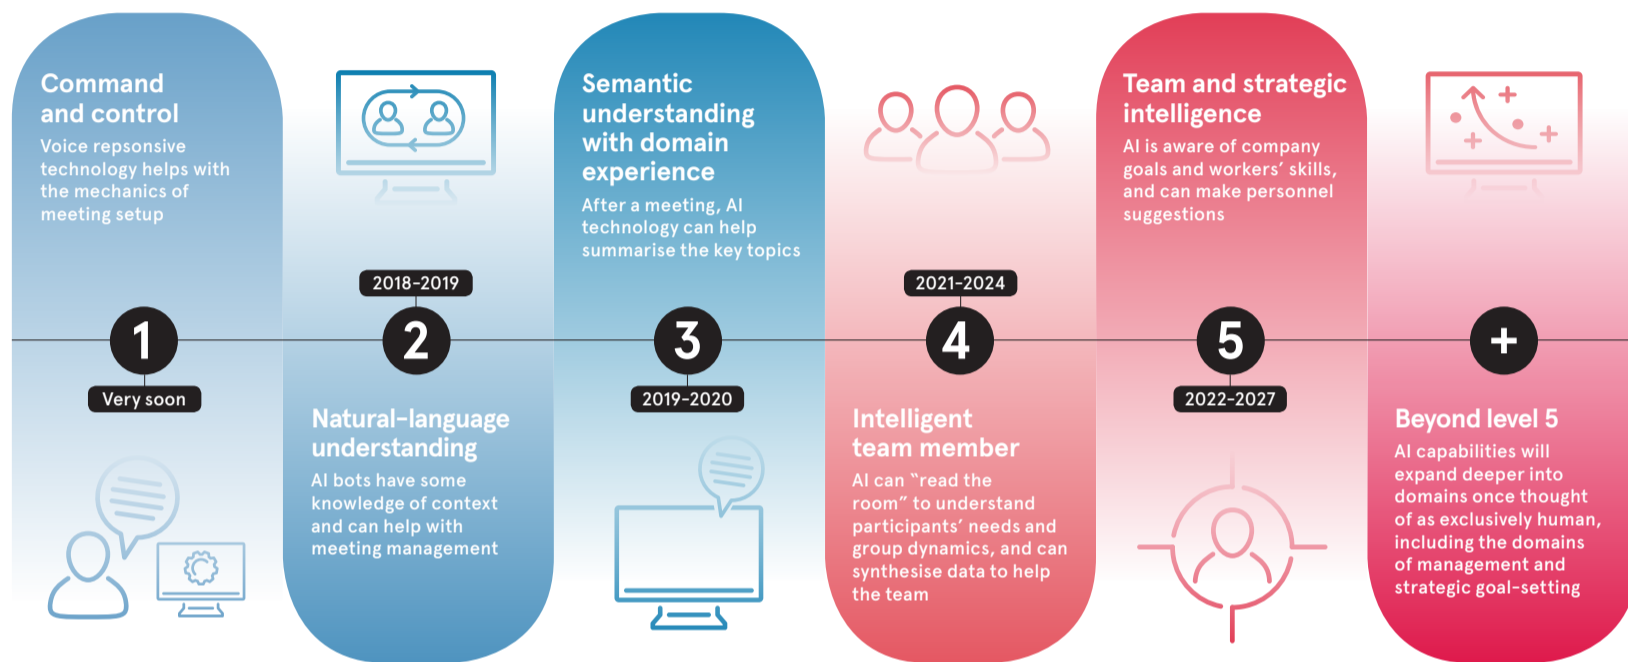 Command
and control
Voice repsonsive
technology helps with
the mechanics of
meeting setup
1
Very soon
2018-2019
2
Natural-language
understanding
AI bots have some
knowledge of context
and can help with
meeting management
Semantic
understanding
with domain
experience
After a meeting, AI
technology can help
summarise the key topics
3
2019-2020
2021-2024
4
Intelligent
team member
AI can “read the
room” to understand
participants’ needs and
group dynamics, and can
synthesise data to help
the team
Team and strategic
intelligence
AI is aware of company
goals and workers’ skills,
and can make personnel
suggestions
5
2022-2027
+
Beyond level 5
AI capabilities will
expand deeper into
domains once thought
of as exclusively human,
including the domains
of management and
strategic goal-setting